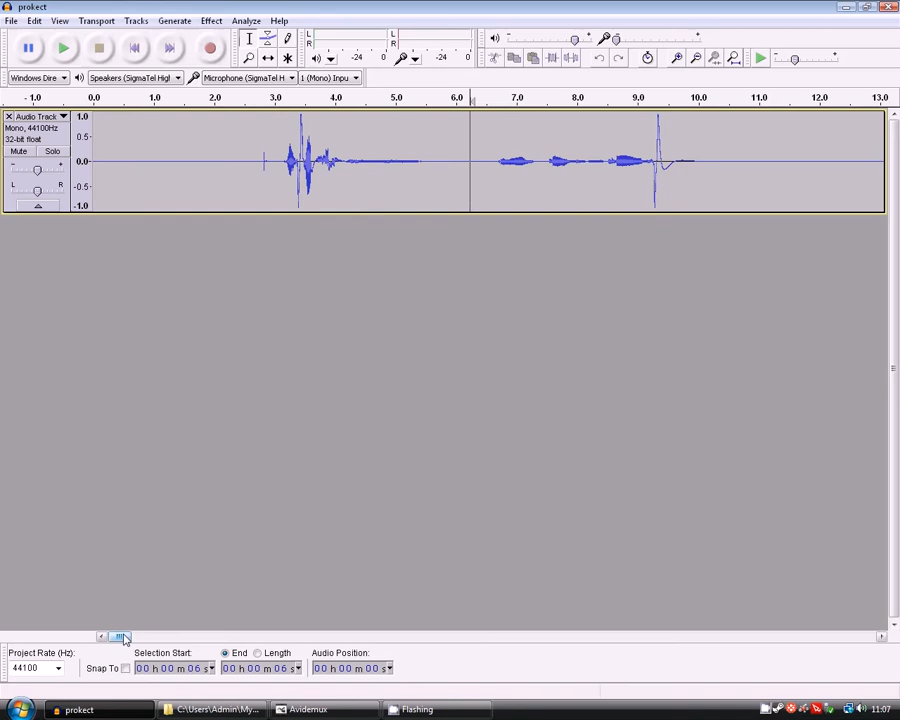 prokect
File Edit View Transport Tracks Generate Effect Analyze Help
L R -24 0 L R -24 0
Windows Dire Speakers (SigmaTel High Microphone (SigmaTel H 1 (Mono) Inpu
- 1.0 0.0 1.0 2.0 3.0 4.0 5.0 6.0 7.0 8.0 9.0 10.0 11.0 12.0 13.0
Audio Track 1.0
Mono, 44100Hz
32-bit float 0.5
Mute Solo
- + 0.0
L R -0.5
-1.0
Project Rate (Hz): Selection Start: End Length Audio Position:
44100 Snap To 00 h 00 m 06 s 00 h 00 m 06 s 00 h 00 m 00 s
prokect C:\Users\Admin\My... Avidemux Flashing 11:07